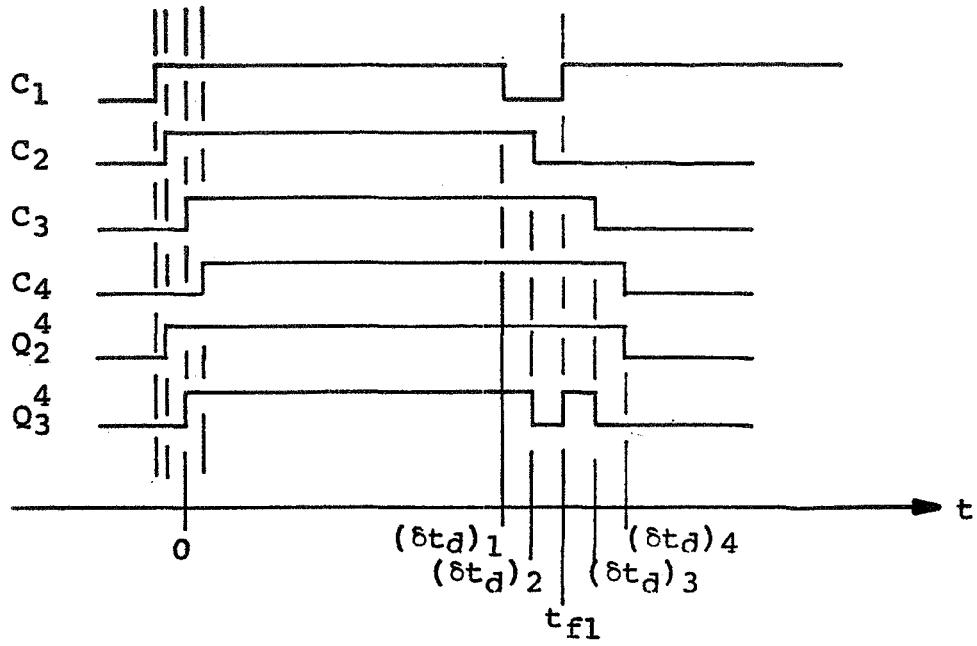 C1
C2
C3
C4
Q2^4
Q3^4
t
0
(δtd)1
(δtd)4
(δtd)2
(δtd)3
tf1